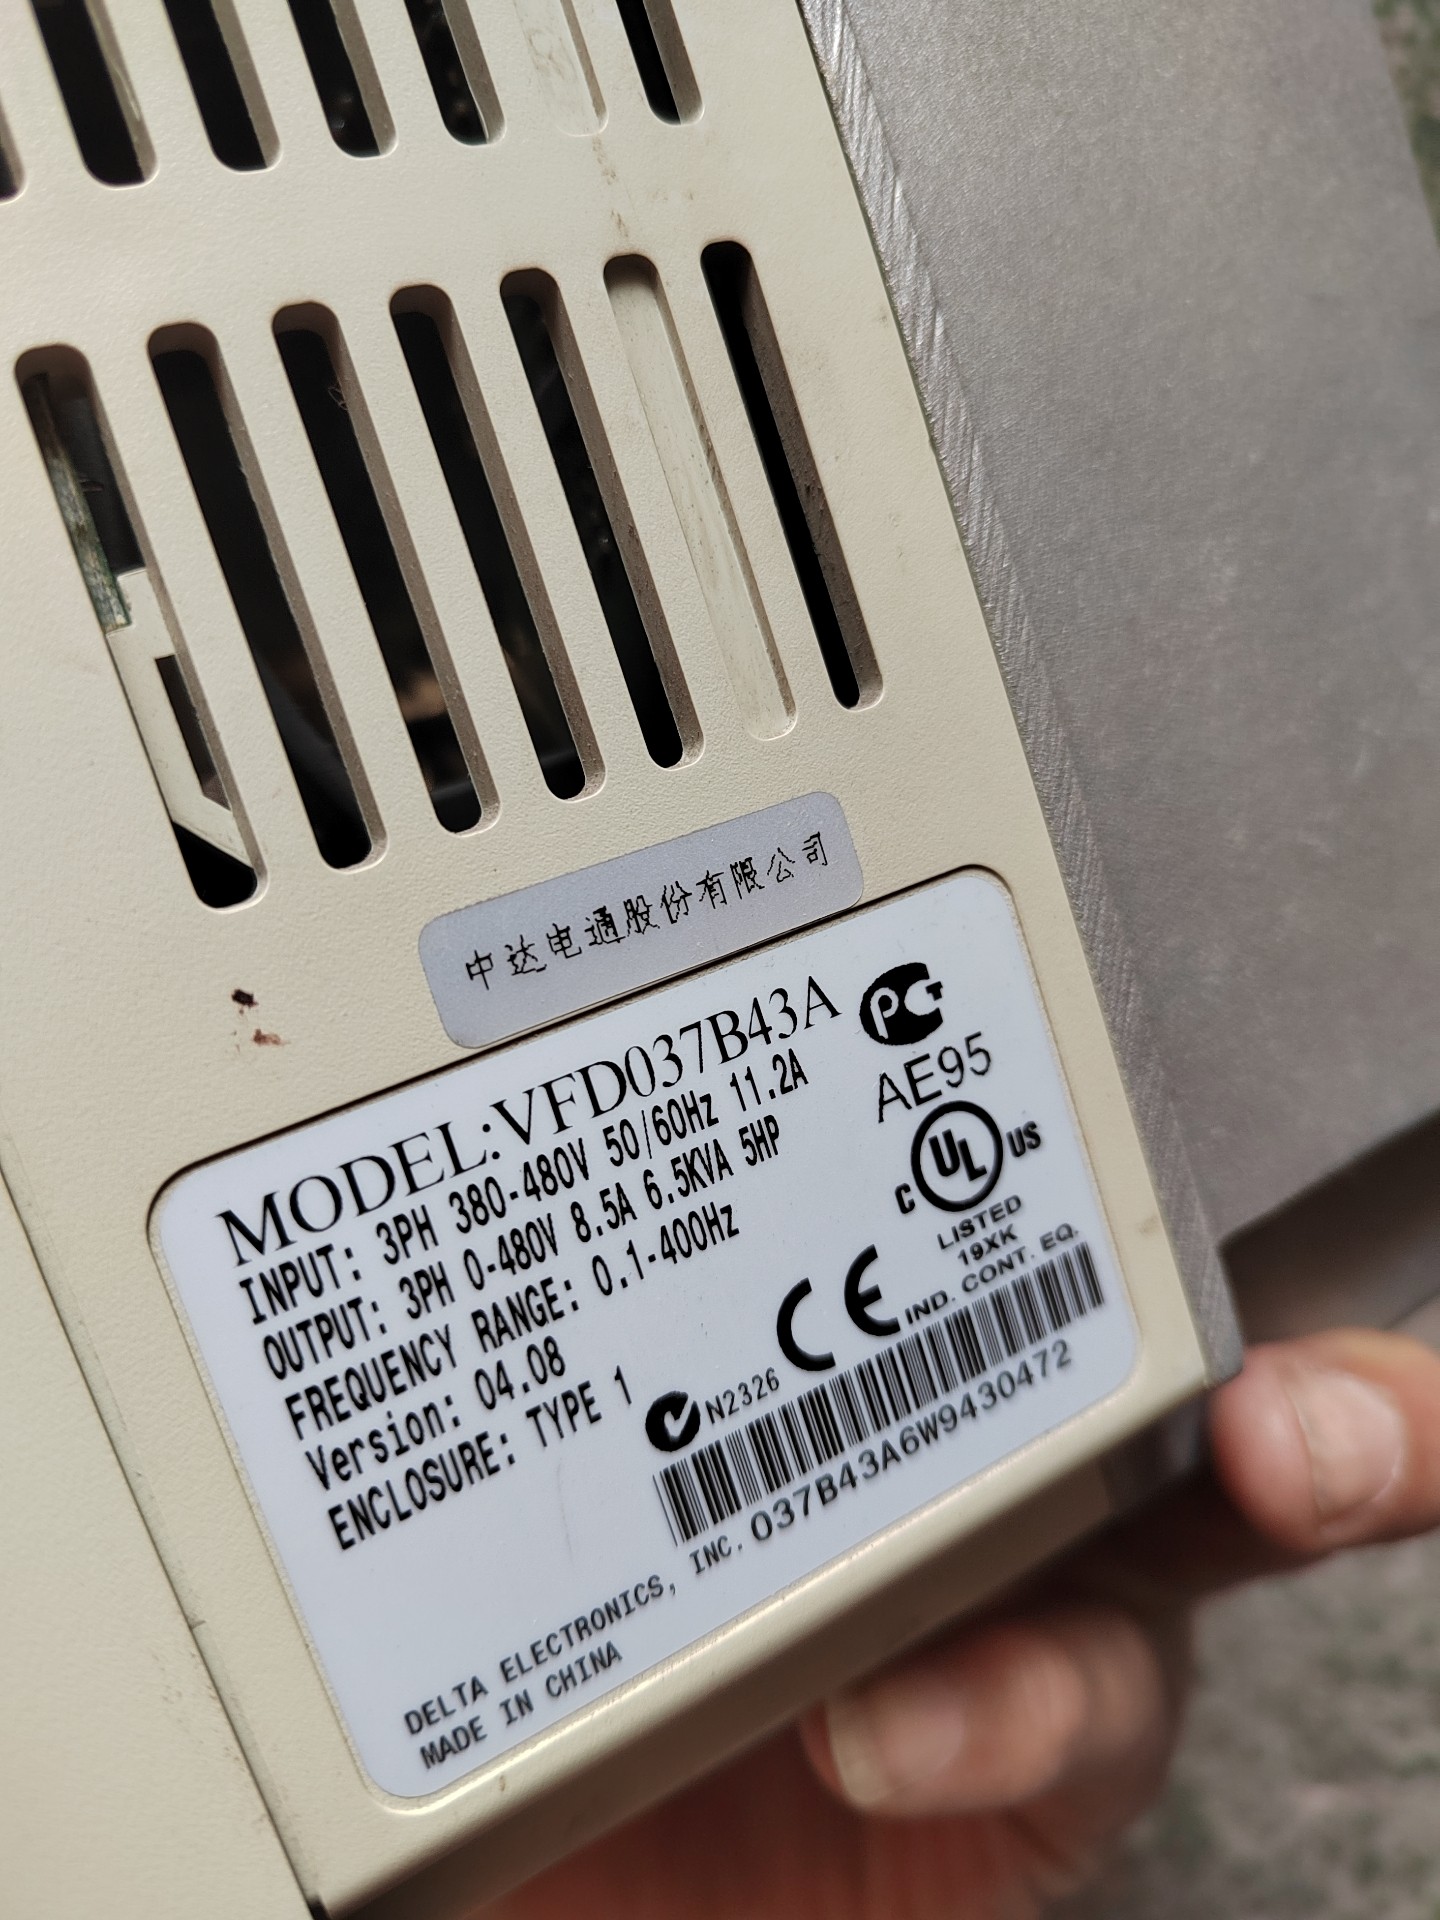 中达电通股份有限公司
MODEL:VFD037B43A
INPUT: 3PH 380-480V 50/60Hz 11.2A
OUTPUT: 3PH 0-480V 8.5A 6.5KVA 5HP
FREQUENCY RANGE: 0.1-400Hz
Version: 04.08
ENCLOSURE: TYPE 1
PCT
AE95
C UL US
LISTED
19XK
IND. CONT. EQ.
CE
N2326
037B43A6W9430472
DELTA ELECTRONICS, INC.
MADE IN CHINA